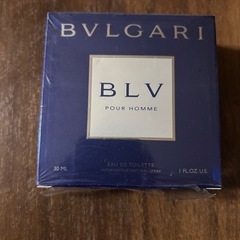 BVLGARI
BLV
POUR HOMME
EAU DE TOILETTE
30 ML
1 FL.OZ. U.S.